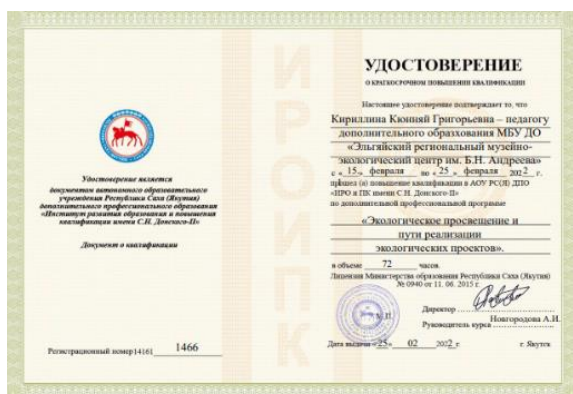 Удостоверение является
документом автономного образовательного
учреждения Республики Саха (Якутия)
дополнительного профессионального образования
«Институт развития образования и повышения
квалификации имени С.Н. Донского-II»
Документ о квалификации
Регистрационный номер 14161 1466
ИРОИПК
УДОСТОВЕРЕНИЕ
О КРАТКОСРОЧНОМ ПОВЫШЕНИИ КВАЛИФИКАЦИИ
Настоящее удостоверение подтверждает то, что
Кириллина Кюнняй Григорьевна – педагогу
дополнительного образхования МБУ ДО
«Эльгяйский региональный музейно-
экологический центр им. Б.Н. Андреева»
с « 15 » февраля по « 25 » февраля 2022 г.
прошел (а) повышение квалификации в АОУ РС(Я) ДПО
«ИРО и ПК имени С. Н. Донского-II»
по дополнительной профессиональной программе
«Экологическое просвещение и
пути реализации
экологических проектов».
в объеме 72 часов.
Лицензия Министерства образования Республики Саха (Якутия)
№ 0940 от 11. 06. 2015 г.
Директор
М.П.
Новгородова А.И.
Руководитель курса
Дата выдачи «25» 02 2022 г. г. Якутск